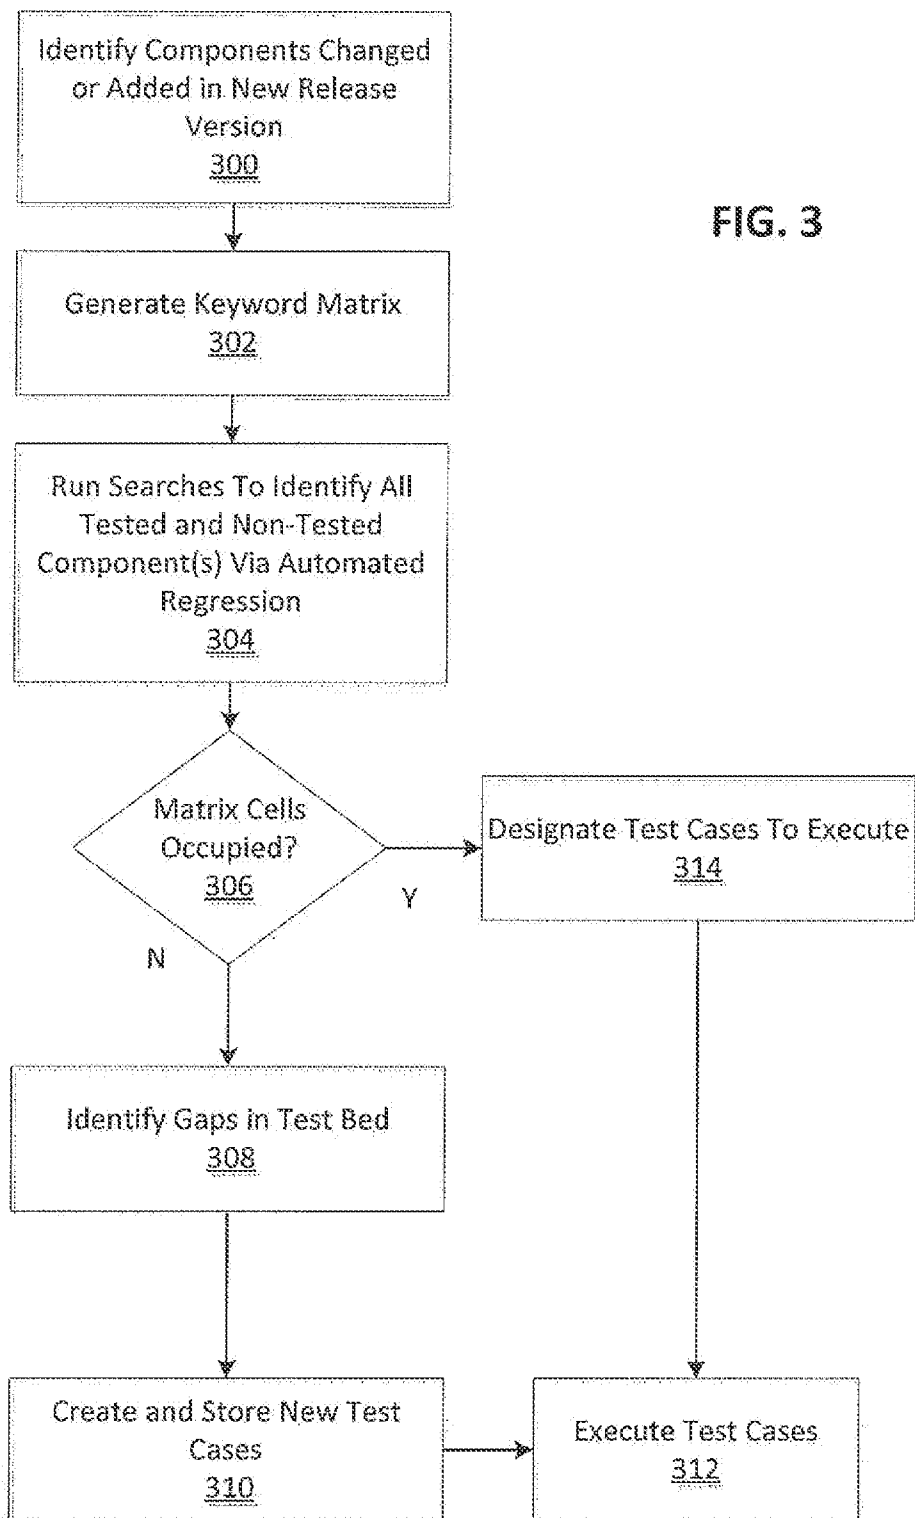 Identify Components Changed
or Added in New Release
Version
300
FIG. 3
Generate Keyword Matrix
302
Run Searches To Identify All
Tested and Non-Tested
Component(s) Via Automated
Regression
304
Matrix Cells
Occupied?
306
Y
N
Designate Test Cases To Execute
314
Identify Gaps in Test Bed
308
Create and Store New Test
Cases
310
Execute Test Cases
312